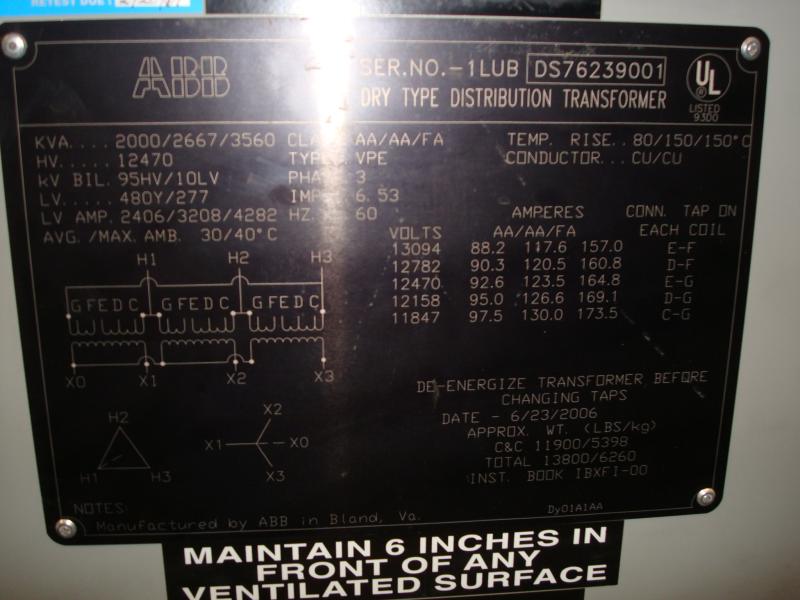 RETEST DUE:
ABB
SER.NO.-1LUB DS76239001
DRY TYPE DISTRIBUTION TRANSFORMER
UL
®
LISTED
93D0
KVA.... 2000/2667/3560 CLA AA/AA/FA TEMP. RISE.. 80/150/150°C
HV..... 12470 TYPE VPE CONDUCTOR... CU/CU
KV BIL. 95HV/10LV PHA 3
LV..... 480Y/277 IMP 6.53
LV AMP. 2406/3208/4282 HZ. 60 AMPERES CONN. TAP ON
AVG. /MAX. AMB. 30/40°C VOLTS AA/AA/FA EACH COIL
13094 88.2 117.6 157.0 E-F
12782 90.3 120.5 160.8 D-F
12470 92.6 123.5 164.8 E-G
12158 95.0 126.6 169.1 D-G
11847 97.5 130.0 173.5 C-G
H1 H2 H3
G F E D C G F E D C G F E D C
X0 X1 X2 X3
H2
H1 H3
X2
X1 X0
X3
DE-ENERGIZE TRANSFORMER BEFORE
CHANGING TAPS
DATE - 6/23/2006
APPROX. WT. (LBS/kg)
C&C 11900/5398
TOTAL 13800/6260
INST. BOOK IBXFI-00
NOTES:
Dy01A1AA
Manufactured by ABB in Bland, Va.
MAINTAIN 6 INCHES IN
FRONT OF ANY
VENTILATED SURFACE